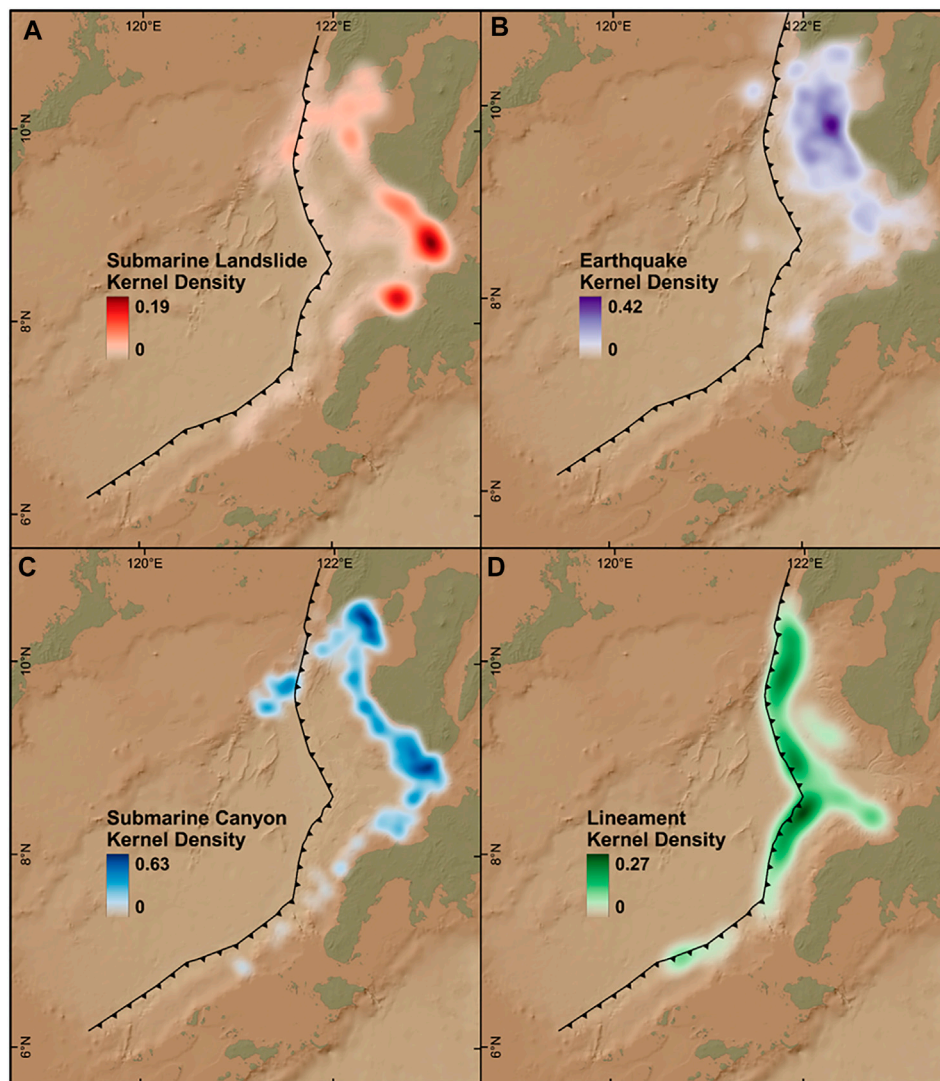 A
120°E
122°E
10°N
8°N
6°N
Submarine Landslide
Kernel Density
0.19
0
B
120°E
122°E
10°N
8°N
6°N
Earthquake
Kernel Density
0.42
0
C
120°E
122°E
10°N
8°N
6°N
Submarine Canyon
Kernel Density
0.63
0
D
120°E
122°E
10°N
8°N
6°N
Lineament
Kernel Density
0.27
0